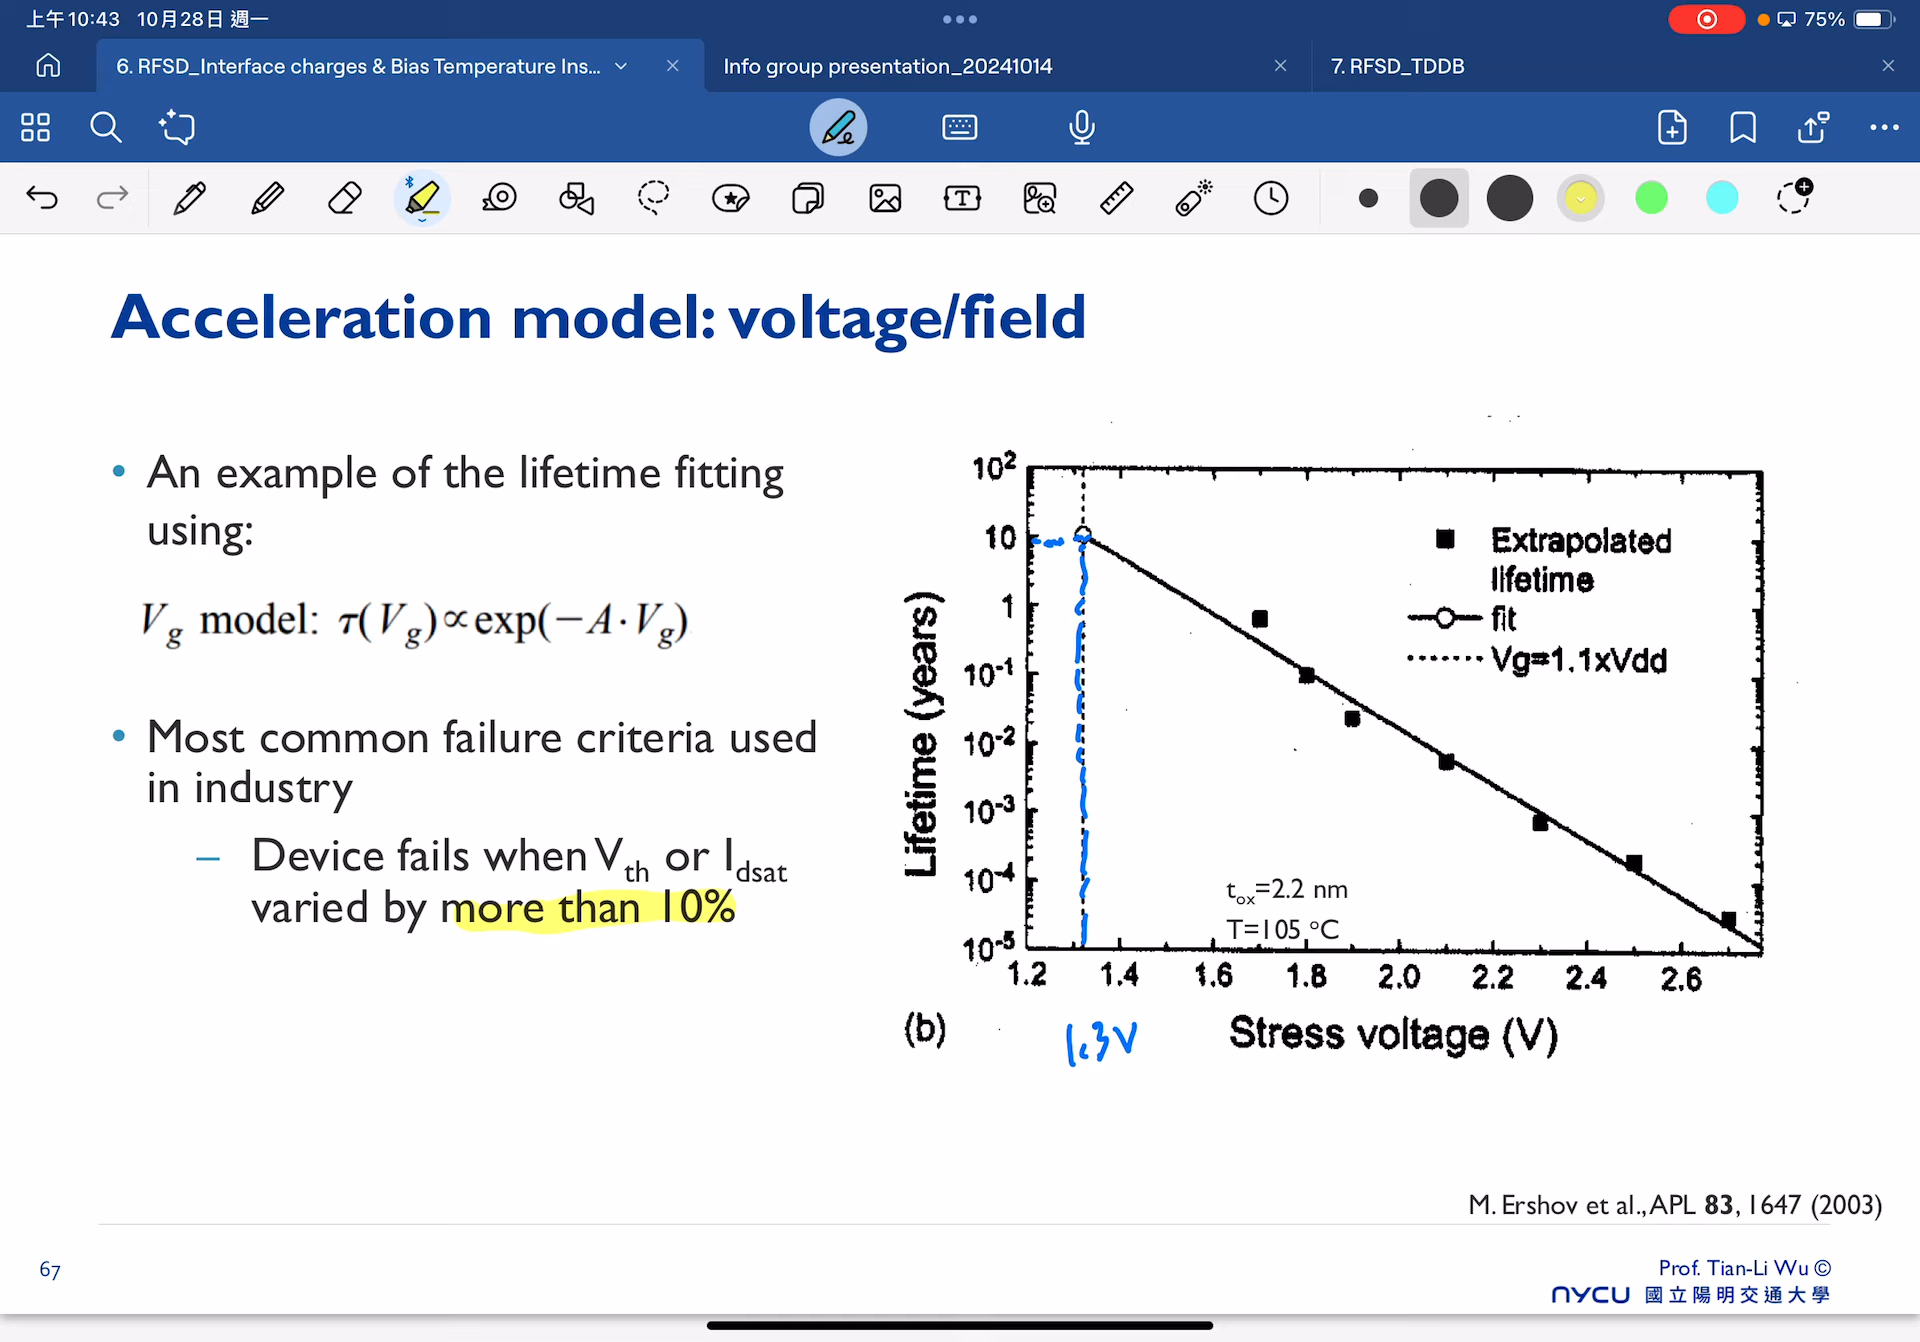 上午10:43 10月28日 週一
75%
6. RFSD_Interface charges & Bias Temperature Ins...
Info group presentation_20241014
7. RFSD_TDDB
Acceleration model: voltage/field
• An example of the lifetime fitting
using:
V_g model: τ(V_g)∝exp(−A·V_g)
• Most common failure criteria used
in industry
– Device fails when V_th or I_dsat
varied by more than 10%
Lifetime (years)
10²
10
1
10⁻¹
10⁻²
10⁻³
10⁻⁴
10⁻⁵
Extrapolated
lifetime
fit
Vg=1.1xVdd
t_ox=2.2 nm
T=105 °C
1.2 1.4 1.6 1.8 2.0 2.2 2.4 2.6
(b)
1.3V
Stress voltage (V)
M. Ershov et al., APL 83, 1647 (2003)
67
Prof. Tian-Li Wu ©
NYCU 國立陽明交通大學